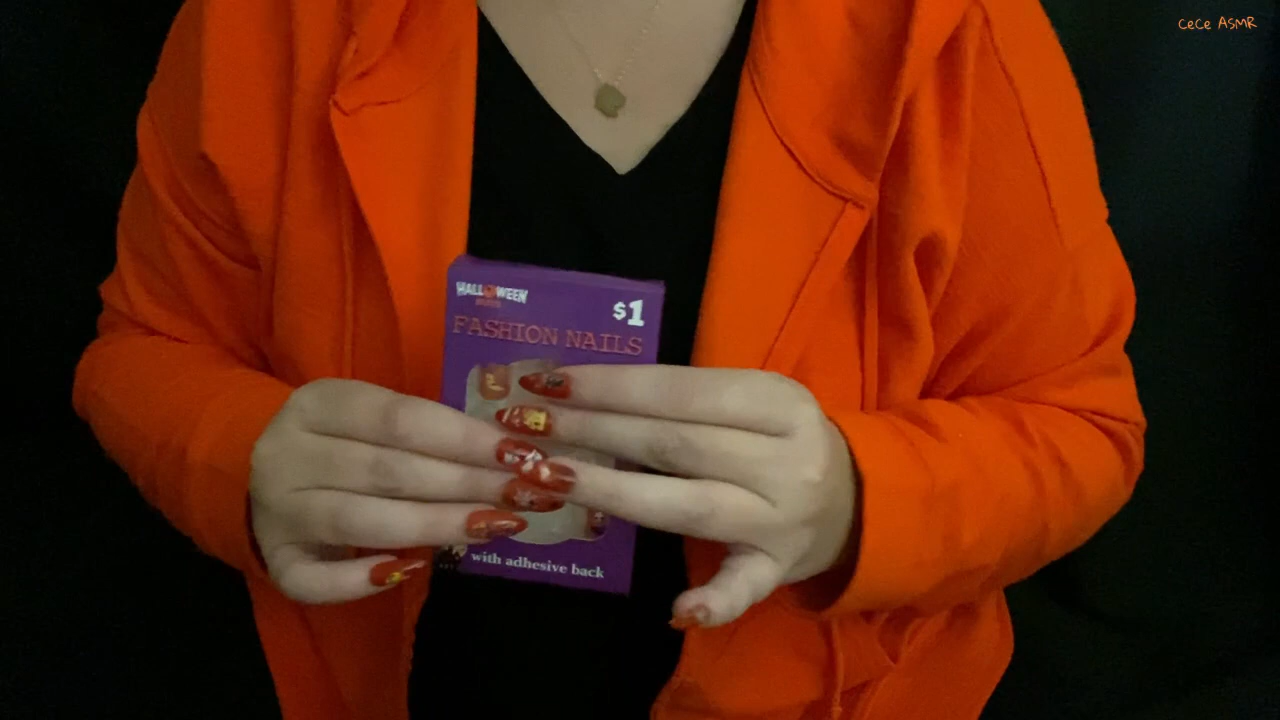 CeCe ASMR
HALLOWEEN
$1
FASHION NAILS
with adhesive back